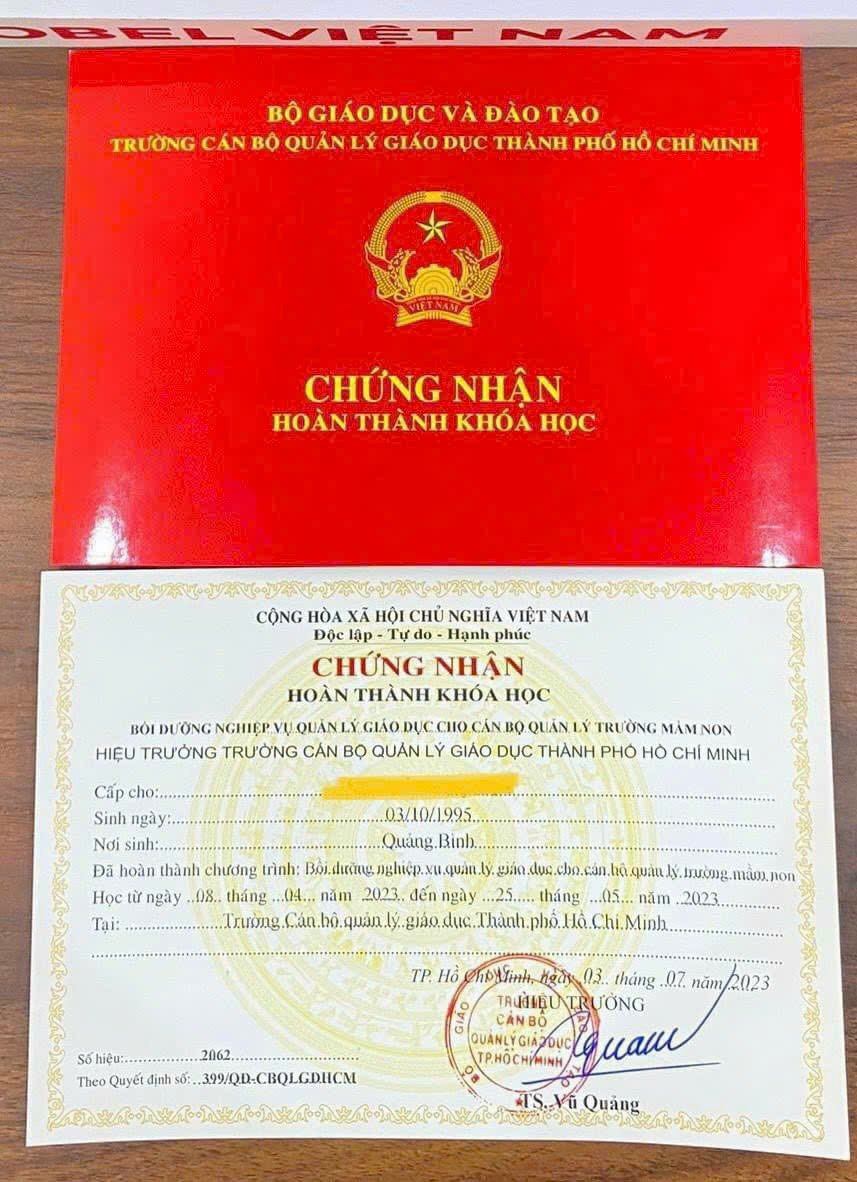 OBEL VIỆT NAM
BỘ GIÁO DỤC VÀ ĐÀO TẠO
TRƯỜNG CÁN BỘ QUẢN LÝ GIÁO DỤC THÀNH PHỐ HỒ CHÍ MINH
VIỆT NAM
CHỨNG NHẬN
HOÀN THÀNH KHÓA HỌC
CỘNG HÒA XÃ HỘI CHỦ NGHĨA VIỆT NAM
Độc lập - Tự do - Hạnh phúc
CHỨNG NHẬN
HOÀN THÀNH KHÓA HỌC
BỒI DƯỠNG NGHIỆP VỤ QUẢN LÝ GIÁO DỤC CHO CÁN BỘ QUẢN LÝ TRƯỜNG MẦM NON
HIỆU TRƯỞNG TRƯỜNG CÁN BỘ QUẢN LÝ GIÁO DỤC THÀNH PHỐ HỒ CHÍ MINH
Cấp cho:
Sinh ngày: 03/10/1995
Nơi sinh: Quảng Bình
Đã hoàn thành chương trình: Bồi dưỡng nghiệp vụ quản lý giáo dục cho cán bộ quản lý trường mầm non
Học từ ngày 08 tháng 04 năm 2023 đến ngày 25 tháng 05 năm 2023
Tại: Trường Cán bộ quản lý giáo dục Thành phố Hồ Chí Minh
TP. Hồ Chí Minh, ngày 03 tháng 07 năm 2023
HIỆU TRƯỞNG
BỘ GIÁO DỤC VÀ ĐÀO TẠO
TRƯỜNG
CÁN BỘ
QUẢN LÝ GIÁO DỤC
TP.HỒ CHÍ MINH
Số hiệu: 2062
Theo Quyết định số: 399/QĐ-CBQLGDHCM
TS. Vũ Quảng